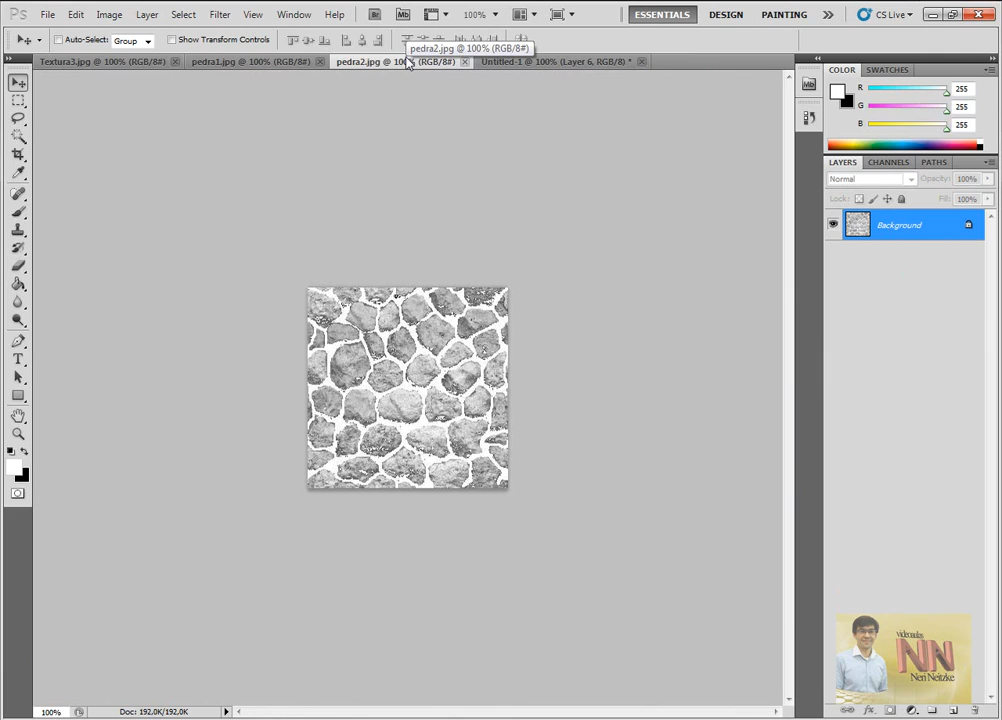 Ps File Edit Image Layer Select Filter View Window Help Br Mb 100% ESSENTIALS DESIGN PAINTING CS Live
Auto-Select: Group Show Transform Controls
pedra2.jpg @ 100% (RGB/8#)
Textura3.jpg @ 100% (RGB/8#) pedra1.jpg @ 100% (RGB/8#) pedra2.jpg @ 100% (RGB/8#) Untitled-1 @ 100% (Layer 6, RGB/8) *
Mb
COLOR SWATCHES
R 255
G 255
B 255
LAYERS CHANNELS PATHS
Normal Opacity: 100%
Lock: Fill: 100%
Background
T
videoaulas
NN
Neri Neitzke
100% Doc: 192,0K/192,0K